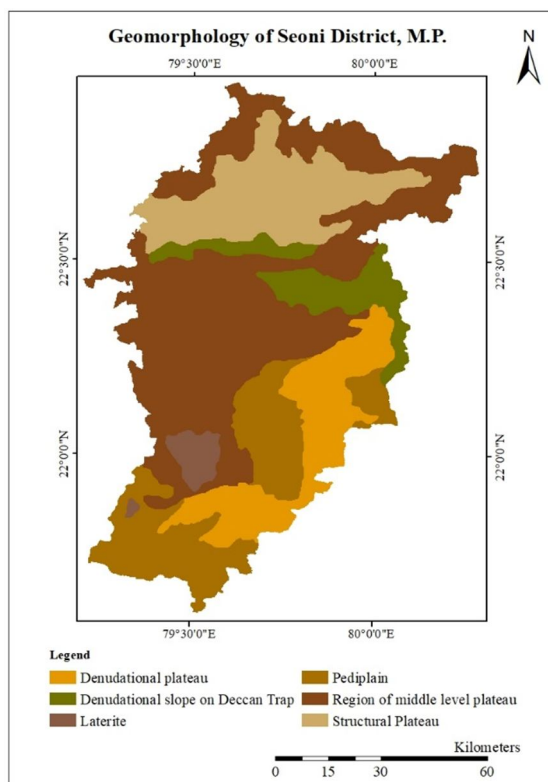 Geomorphology of Seoni District, M.P.
N
79°30'0"E
80°0'0"E
22°30'0"N
22°30'0"N
22°0'0"N
22°0'0"N
79°30'0"E
80°0'0"E
Legend
Denudational plateau
Pediplain
Denudational slope on Deccan Trap
Region of middle level plateau
Laterite
Structural Plateau
Kilometers
0
15
30
60